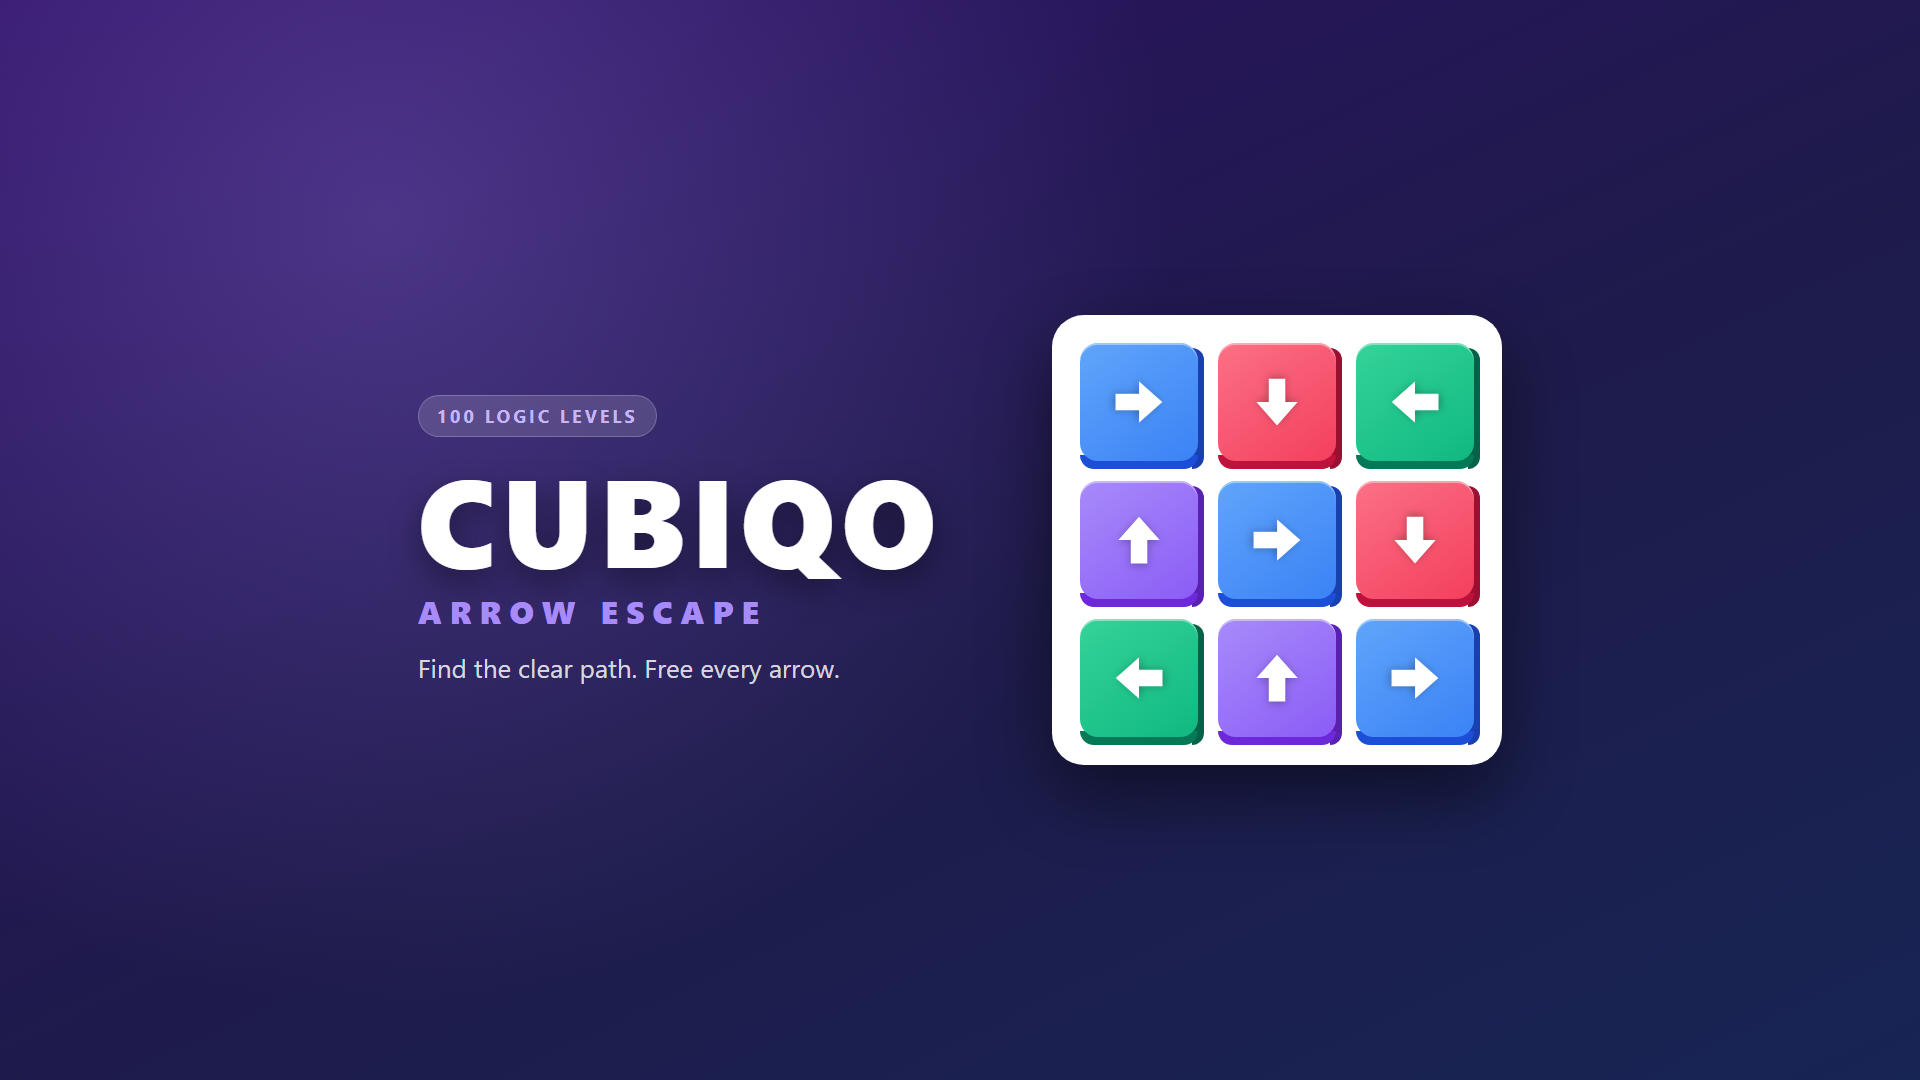 100 LOGIC LEVELS
CUBIQO
ARROW ESCAPE
Find the clear path. Free every arrow.